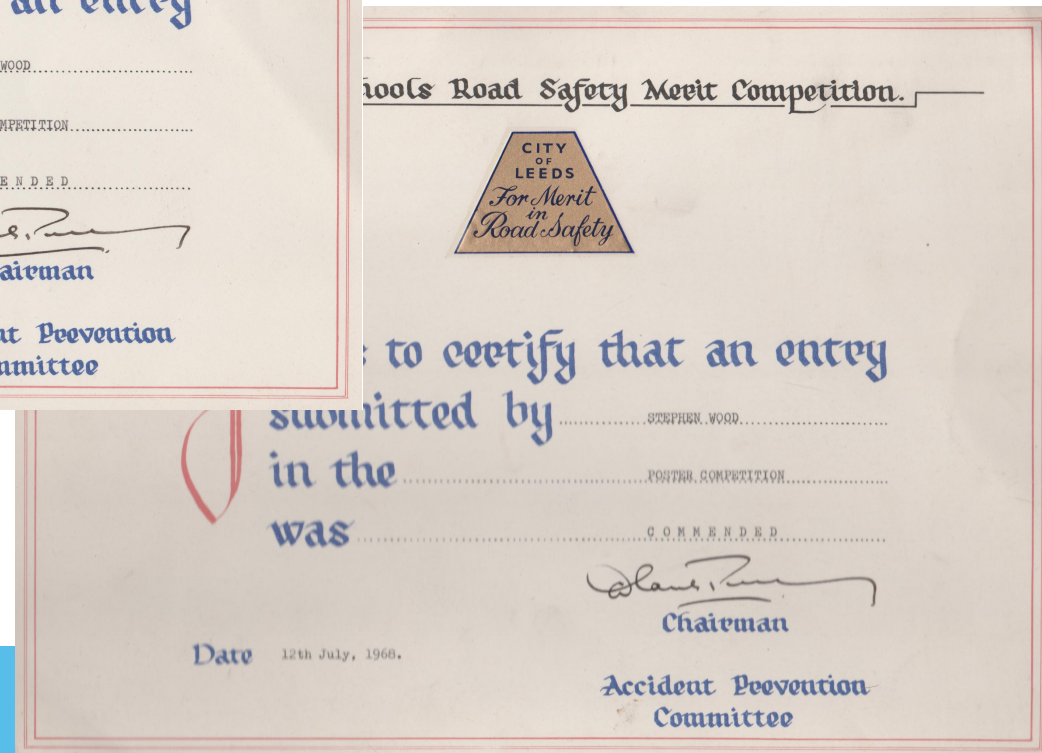 an entry
WOOD
MPETITION
E N D E D
airman
nt Prevention
mmittee
hools Road Safety Merit Competition.
CITY
OF
LEEDS
For Merit
in
Road Safety
to certify that an entry
submitted by STEPHEN WOOD
in the POSTER COMPETITION
was C O M M E N D E D
Chairman
Date 12th July, 1968.
Accident Prevention
Committee